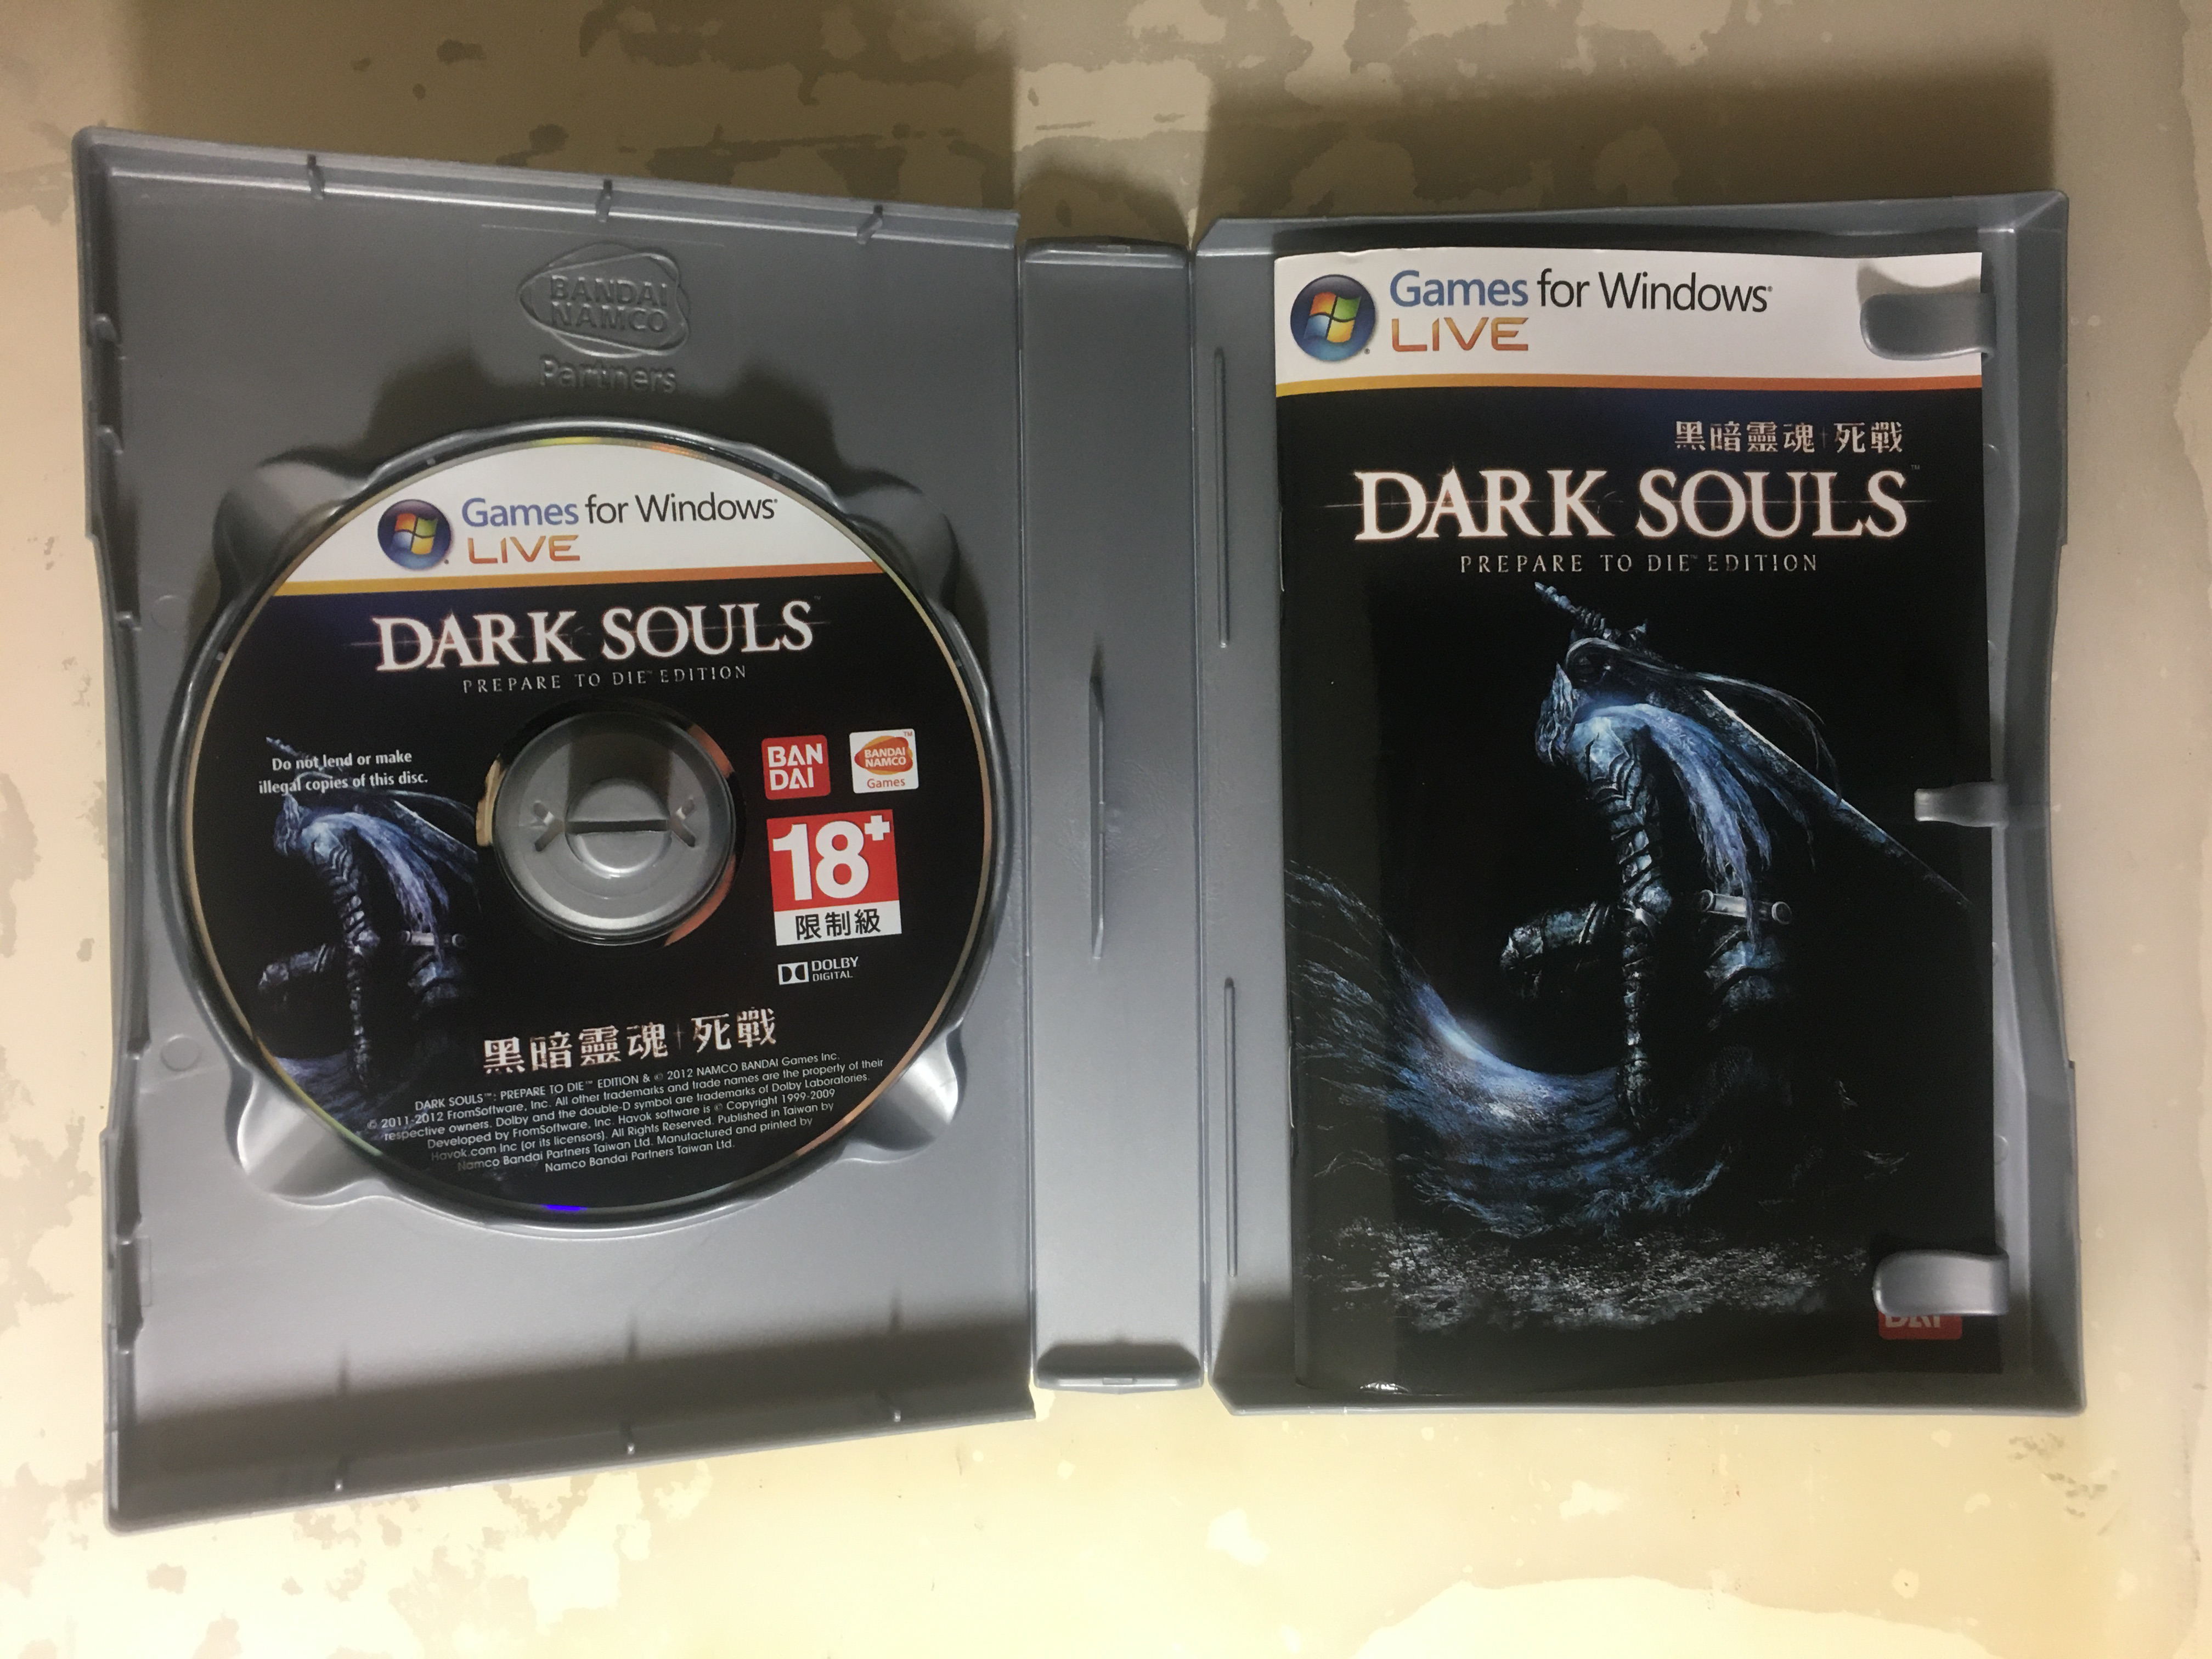 BANDAI
NAMCO
Partners
Games for Windows®
LIVE
DARK SOULS™
PREPARE TO DIE™ EDITION
Do not lend or make
illegal copies of this disc.
BAN
DAI
BANDAI
NAMCO
Games
TM
18+
限制級
DOLBY
DIGITAL
黑暗靈魂 死戰
DARK SOULS™: PREPARE TO DIE™ EDITION & © 2012 NAMCO BANDAI Games Inc.
© 2011-2012 FromSoftware, Inc. All other trademarks and trade names are the property of their
respective owners. Dolby and the double-D symbol are trademarks of Dolby Laboratories.
Developed by FromSoftware, Inc. Havok software is © Copyright 1999-2009
Havok.com Inc (or its licensors). All Rights Reserved. Published in Taiwan by
Namco Bandai Partners Taiwan Ltd. Manufactured and printed by
Namco Bandai Partners Taiwan Ltd.
Games for Windows®
LIVE
黑暗靈魂 死戰
DARK SOULS™
PREPARE TO DIE™ EDITION
DAI